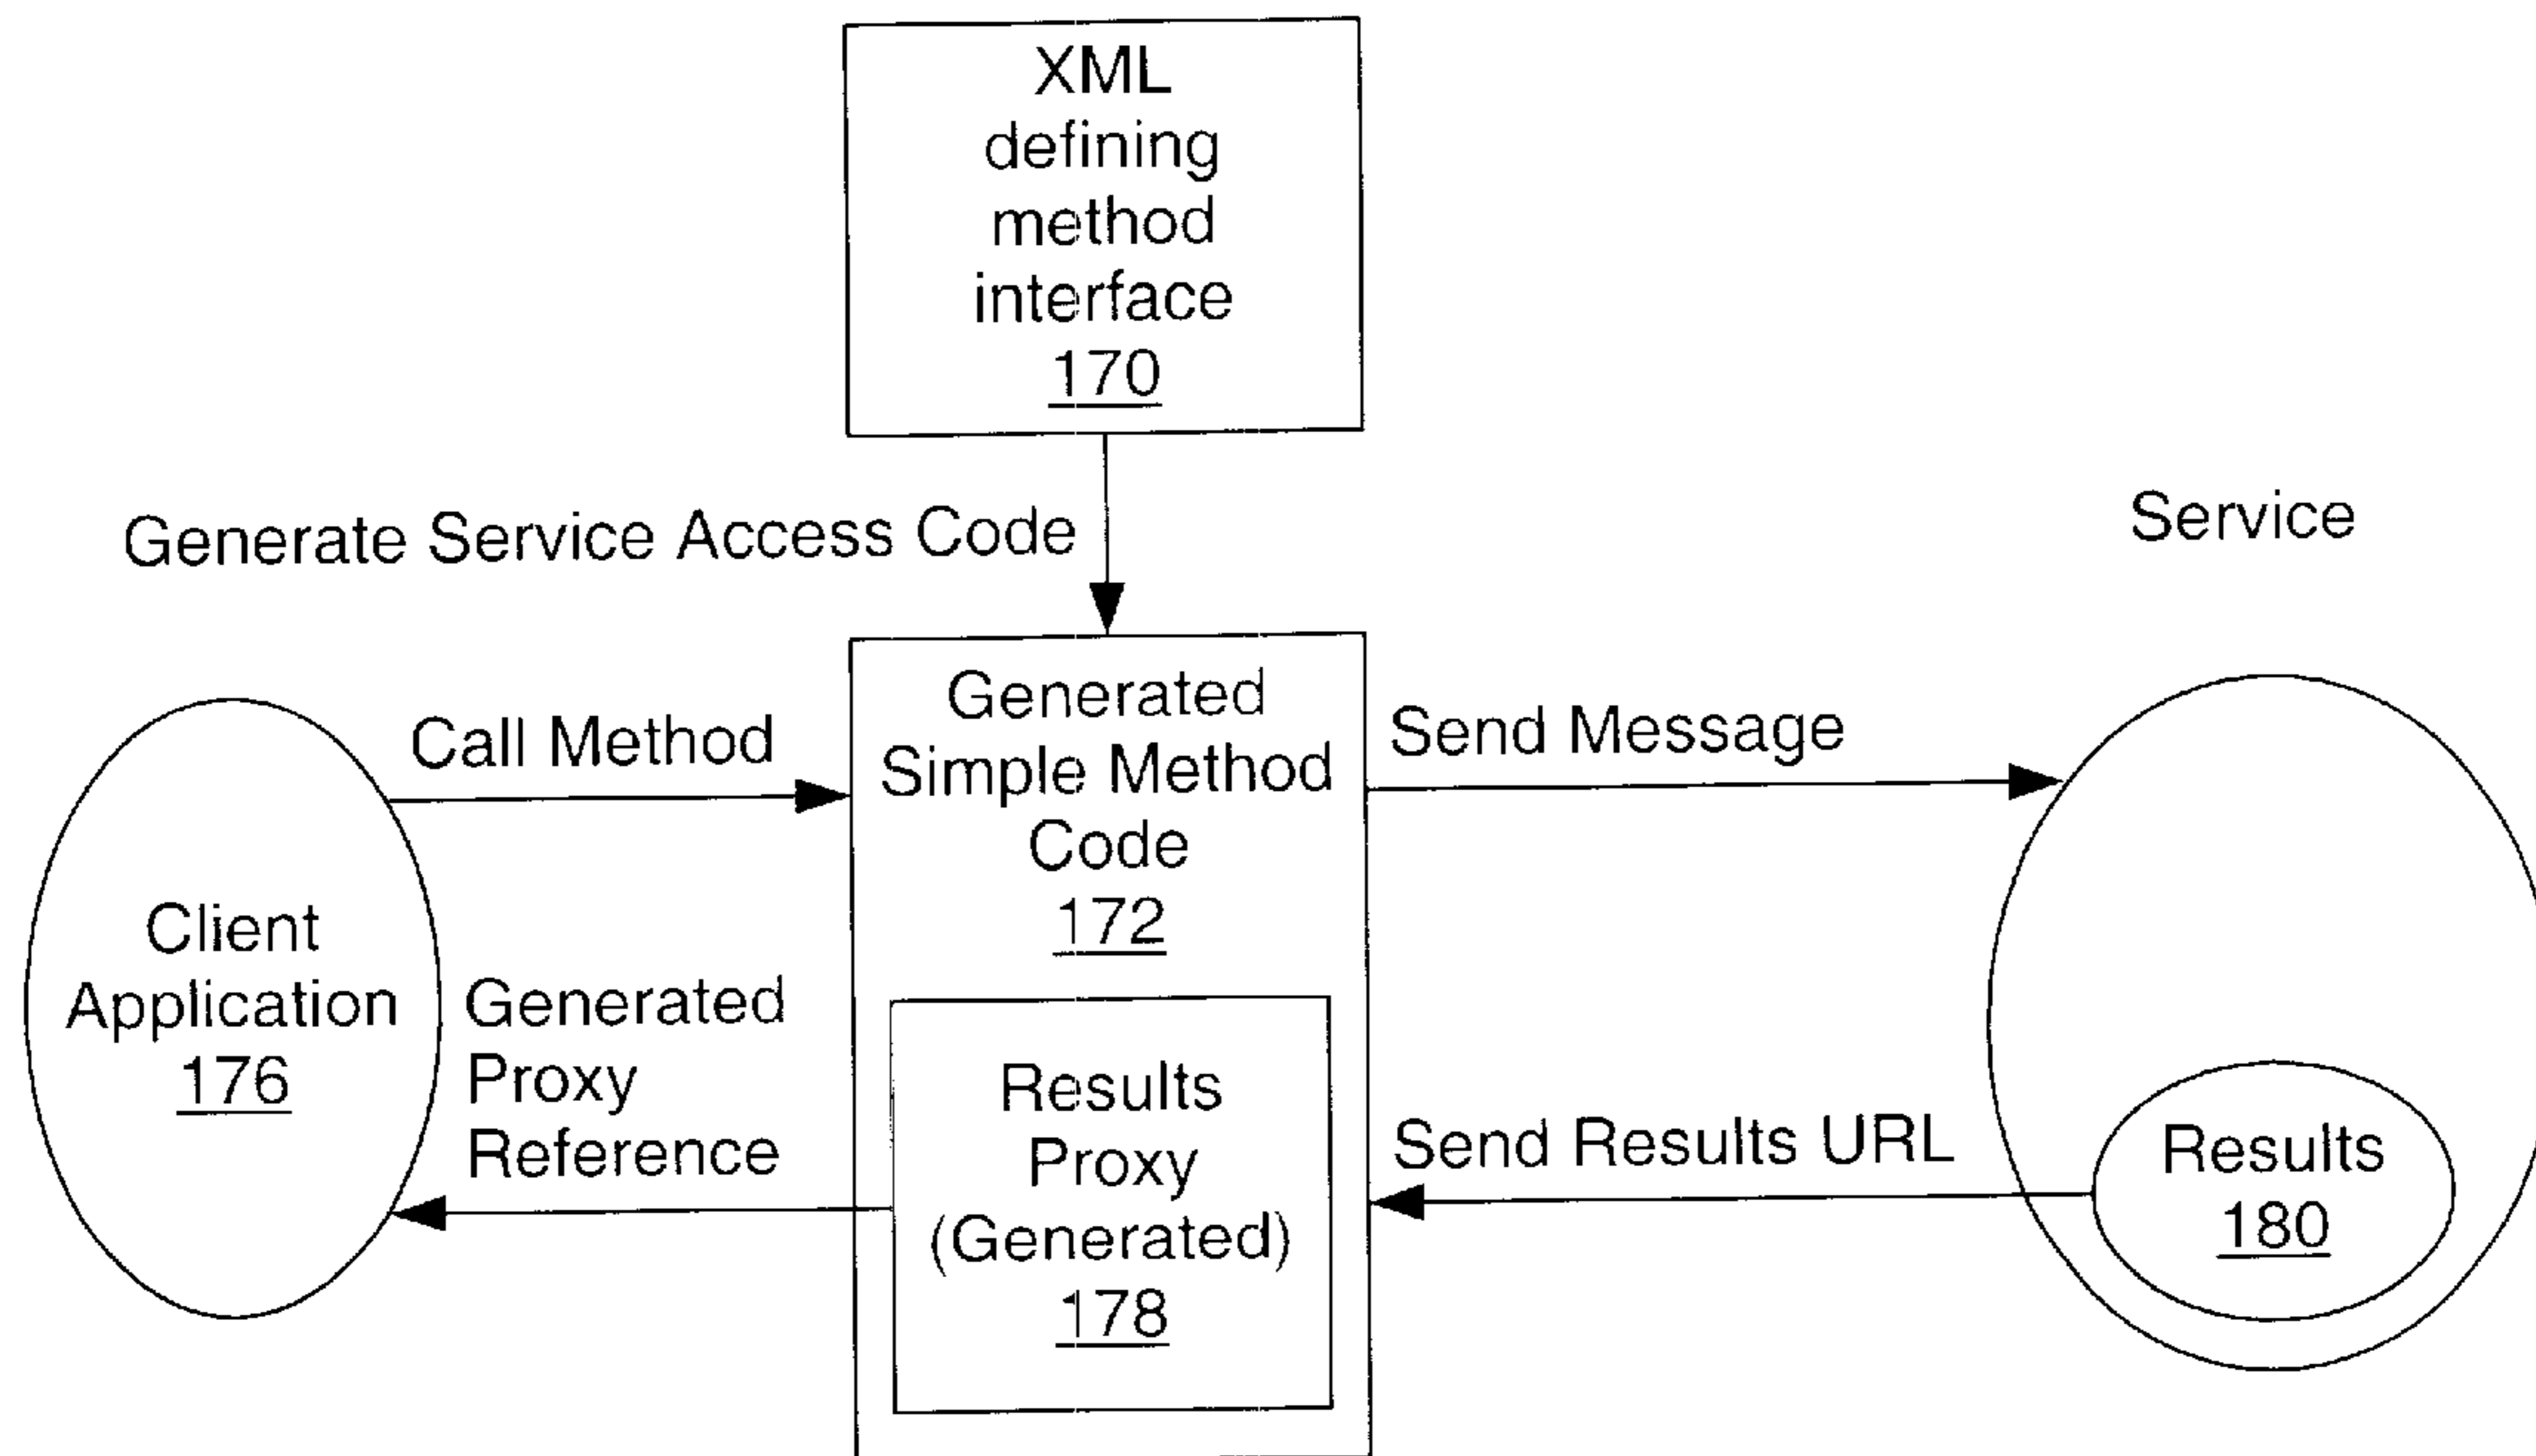 XML
defining
method
interface
170
Generate Service Access Code
Service
Generated
Simple Method
Code
172
Call Method
Send Message
Client
Application
176
Generated
Proxy
Reference
Results
Proxy
(Generated)
178
Send Results URL
Results
180